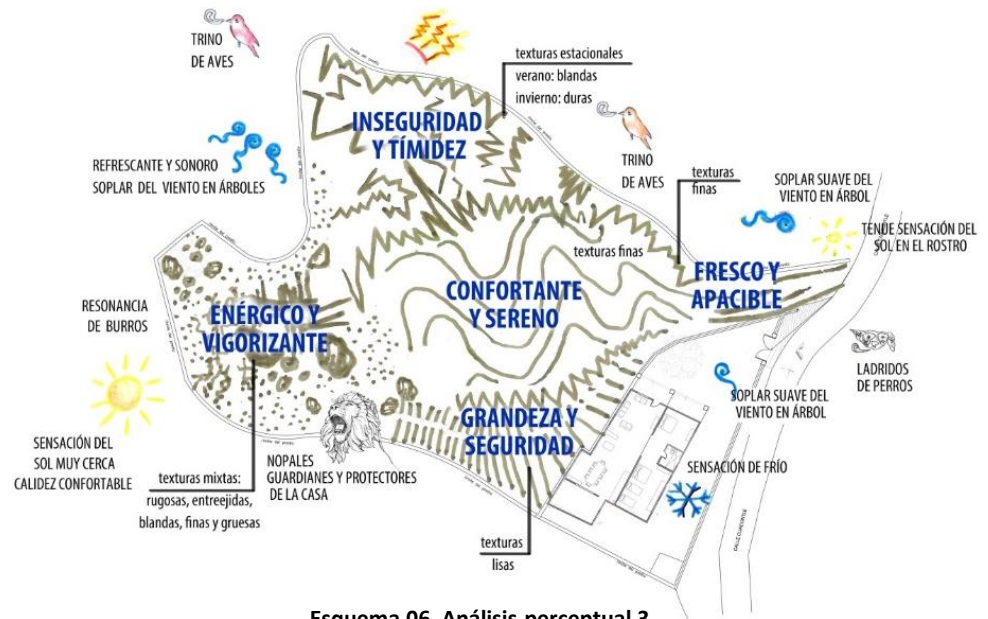 TRINO
DE AVES
texturas estacionales
verano: blandas
invierno: duras
INSEGURIDAD
Y TÍMIDEZ
REFRESCANTE Y SONORO
SOPLAR DEL VIENTO EN ÁRBOLES
TRINO
DE AVES
texturas
finas
SOPLAR SUAVE DEL
VIENTO EN ÁRBOL
TENUE SENSACIÓN DEL
SOL EN EL ROSTRO
texturas finas
FRESCO Y
APACIBLE
CONFORTANTE
Y SERENO
RESONANCIA
DE BURROS
ENÉRGICO Y
VIGORIZANTE
LADRIDOS
DE PERROS
SOPLAR SUAVE DEL
VIENTO EN ÁRBOL
GRANDEZA Y
SEGURIDAD
SENSACIÓN DEL
SOL MUY CERCA
CALIDEZ CONFORTABLE
NOPALES
GUARDIANES Y PROTECTORES
DE LA CASA
SENSACIÓN DE FRÍO
texturas mixtas:
rugosas, entreejidas,
blandas, finas y gruesas
texturas
lisas
Esquema 06. Análisis perceptual 3